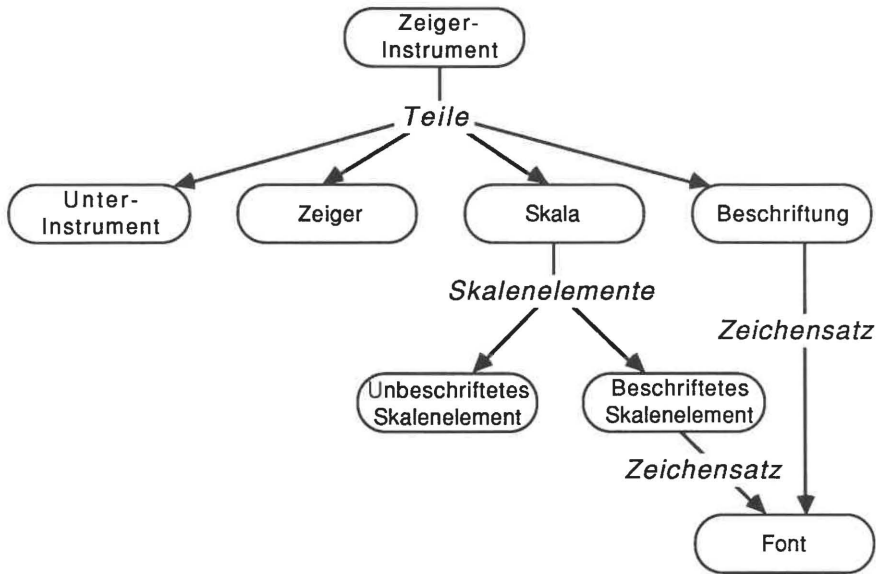 Zeiger-
Instrument
Teile
Unter-
Instrument
Zeiger
Skala
Beschriftung
Skalenelemente
Zeichensatz
Unbeschriftetes
Skalenelement
Beschriftetes
Skalenelement
Zeichensatz
Font